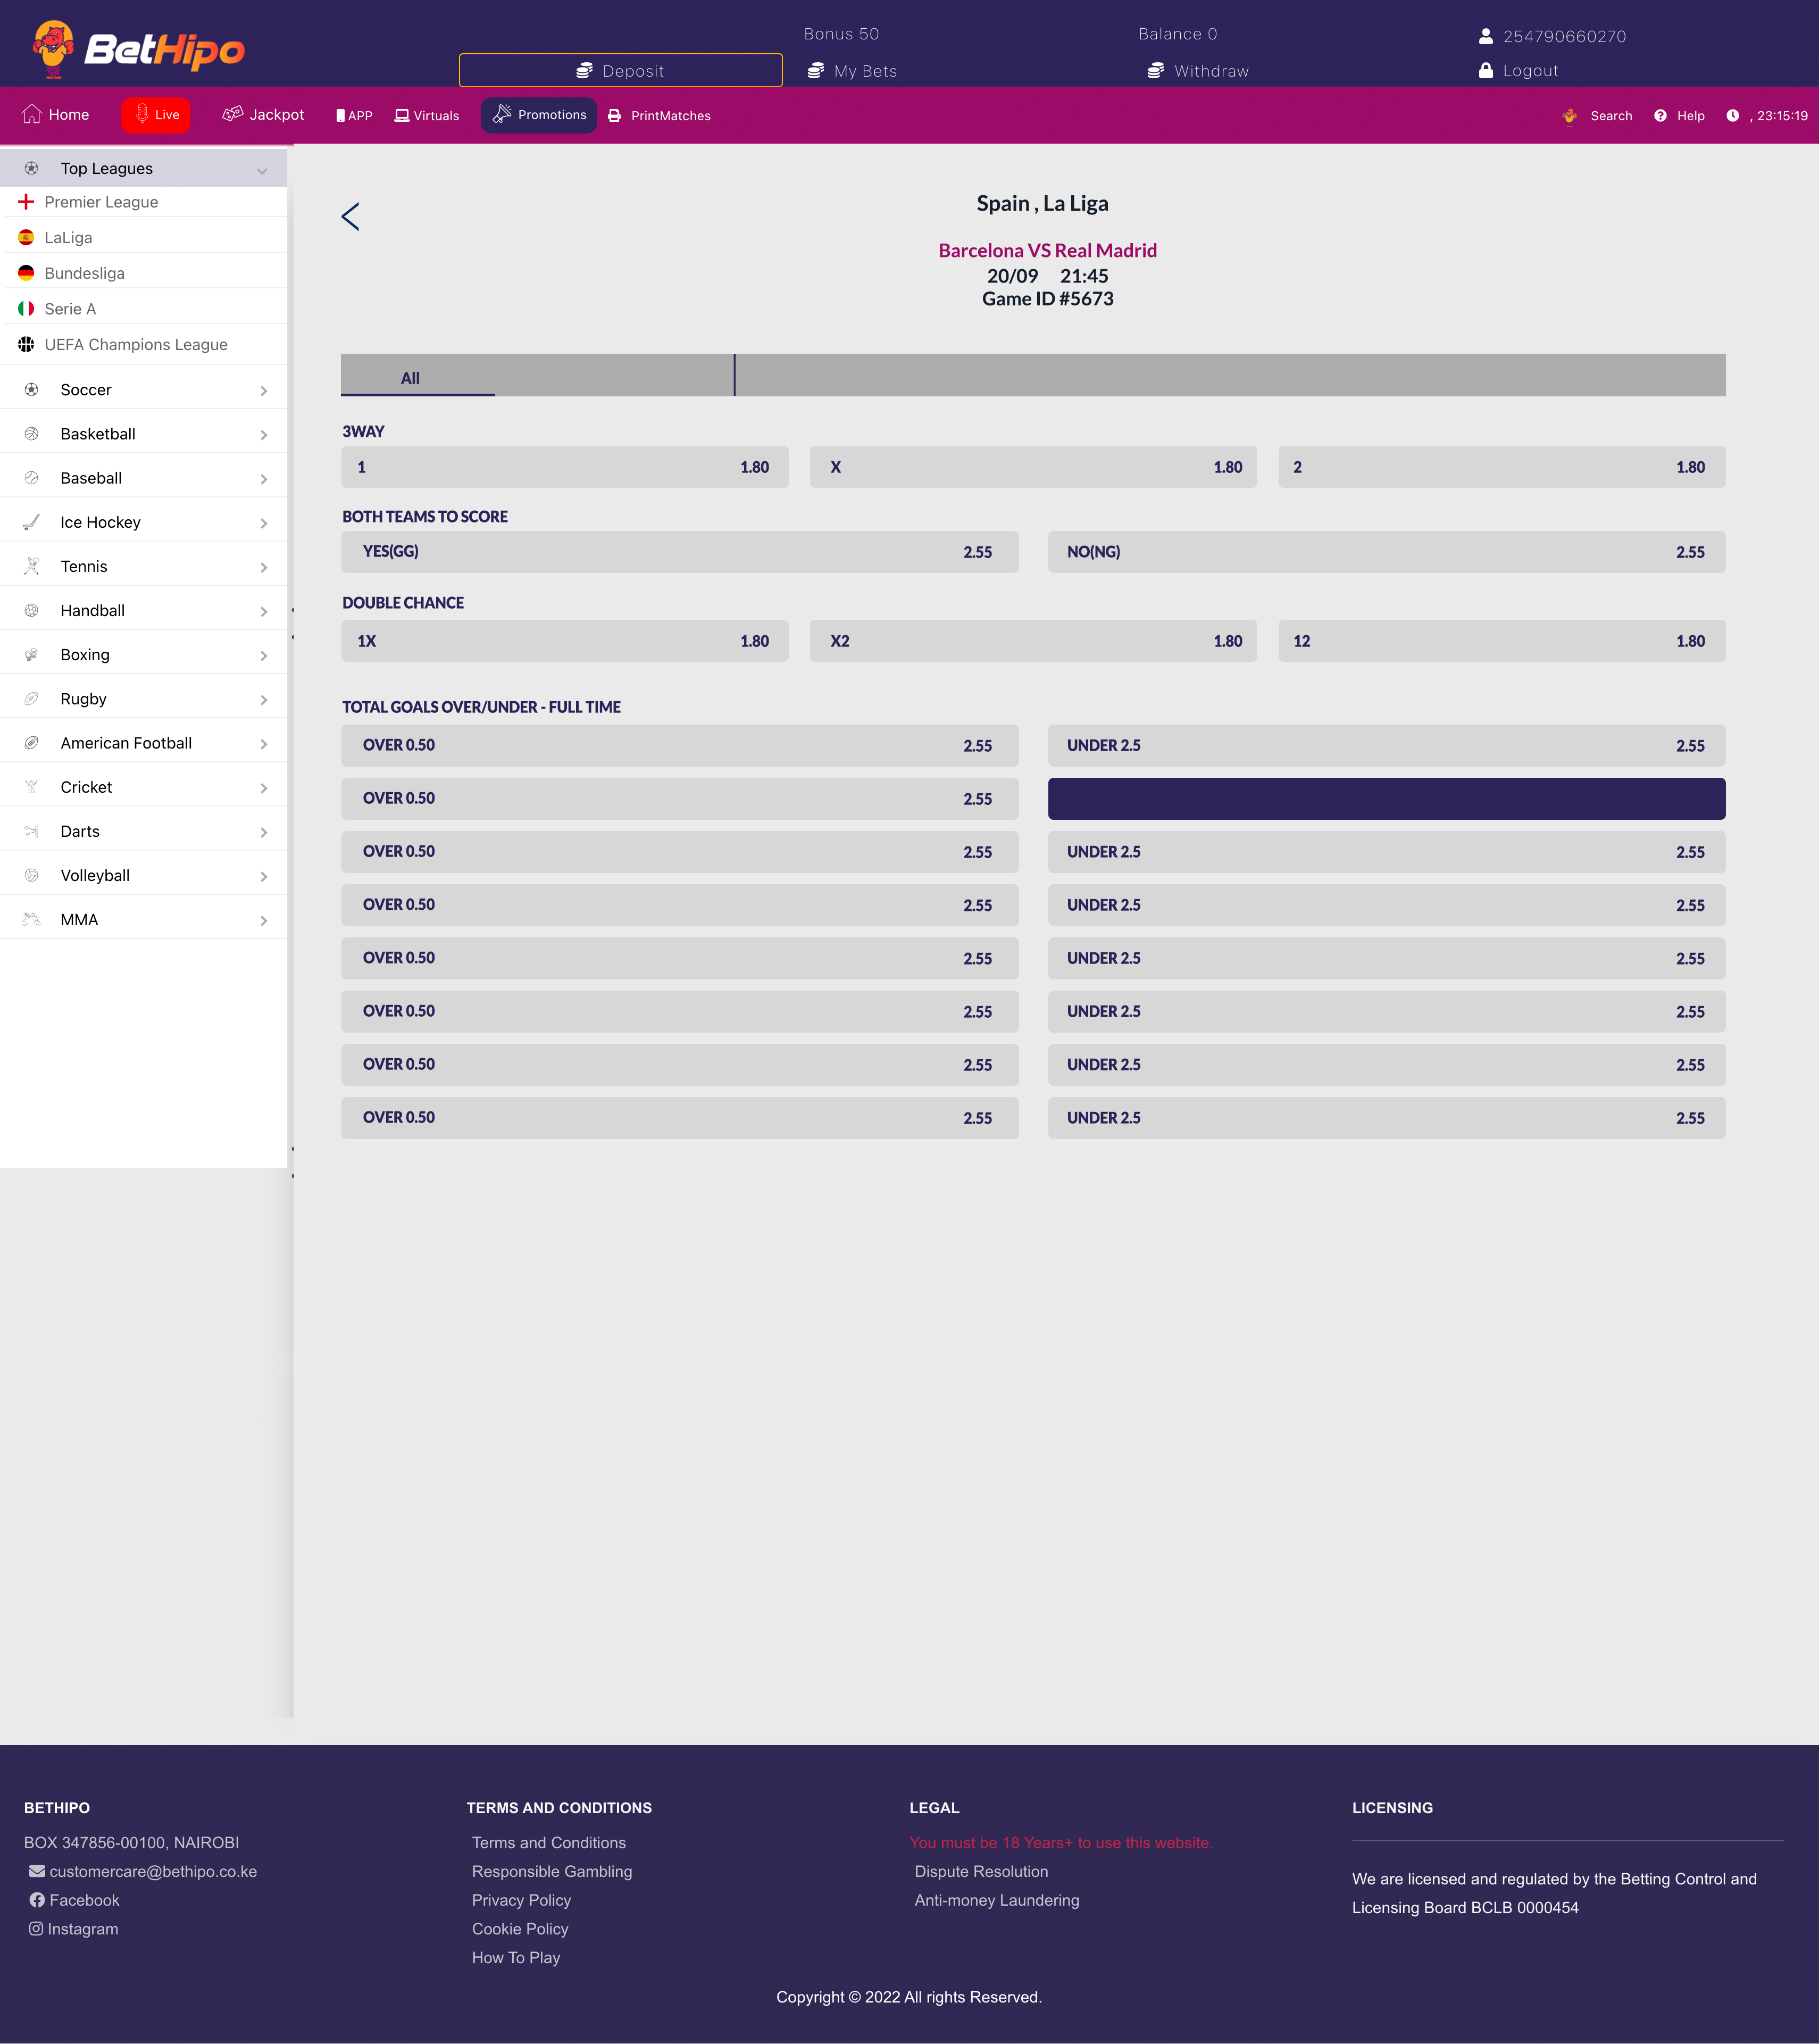 BetHipo
Bonus 50
Balance 0
254790660270
Deposit
My Bets
Withdraw
Logout
Home
Live
Jackpot
APP
Virtuals
Promotions
PrintMatches
Search
Help
, 23:15:19
Top Leagues
Premier League
LaLiga
Bundesliga
Serie A
UEFA Champions League
Soccer
Basketball
Baseball
Ice Hockey
Tennis
Handball
Boxing
Rugby
American Football
Cricket
Darts
Volleyball
MMA
Spain , La Liga
Barcelona VS Real Madrid
20/09 21:45
Game ID #5673
All
3WAY
1 1.80 X 1.80 2 1.80
BOTH TEAMS TO SCORE
YES(GG) 2.55 NO(NG) 2.55
DOUBLE CHANCE
1X 1.80 X2 1.80 12 1.80
TOTAL GOALS OVER/UNDER - FULL TIME
OVER 0.50 2.55 UNDER 2.5 2.55
OVER 0.50 2.55
OVER 0.50 2.55 UNDER 2.5 2.55
OVER 0.50 2.55 UNDER 2.5 2.55
OVER 0.50 2.55 UNDER 2.5 2.55
OVER 0.50 2.55 UNDER 2.5 2.55
OVER 0.50 2.55 UNDER 2.5 2.55
OVER 0.50 2.55 UNDER 2.5 2.55
BETHIPO
BOX 347856-00100, NAIROBI
customercare@bethipo.co.ke
Facebook
Instagram
TERMS AND CONDITIONS
Terms and Conditions
Responsible Gambling
Privacy Policy
Cookie Policy
How To Play
LEGAL
You must be 18 Years+ to use this website.
Dispute Resolution
Anti-money Laundering
LICENSING
We are licensed and regulated by the Betting Control and
Licensing Board BCLB 0000454
Copyright © 2022 All rights Reserved.